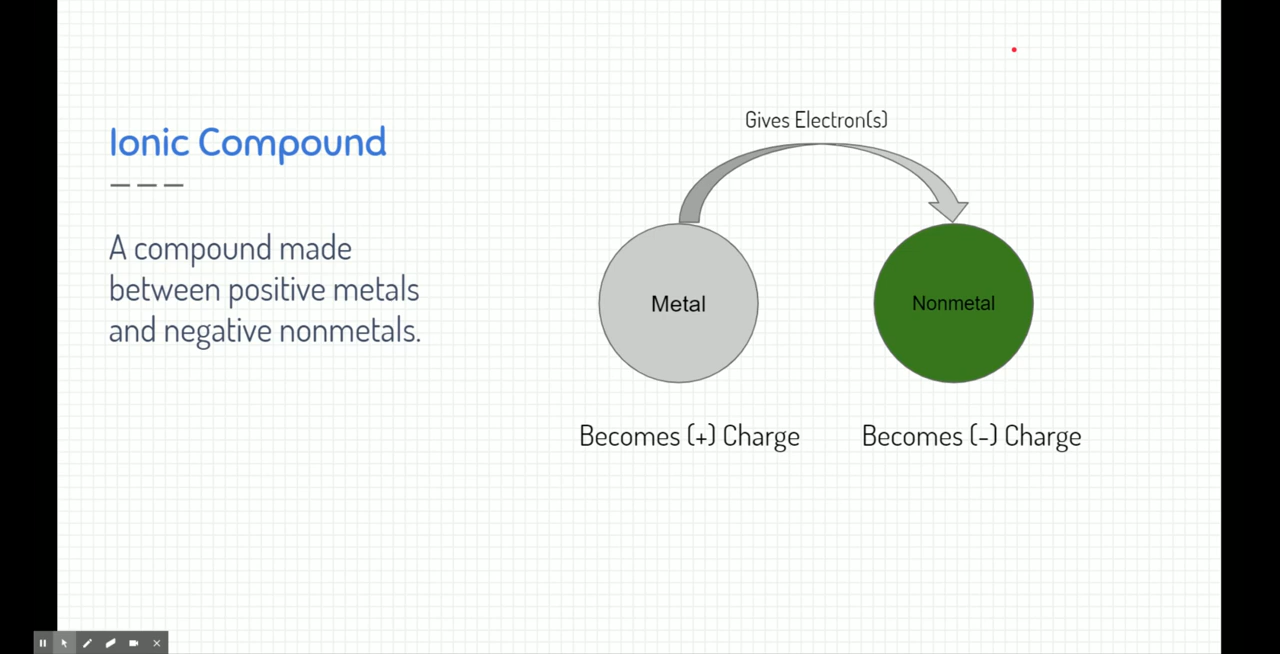 Ionic Compound
A compound made
between positive metals
and negative nonmetals.
Gives Electron(s)
Metal
Nonmetal
Becomes (+) Charge
Becomes (-) Charge